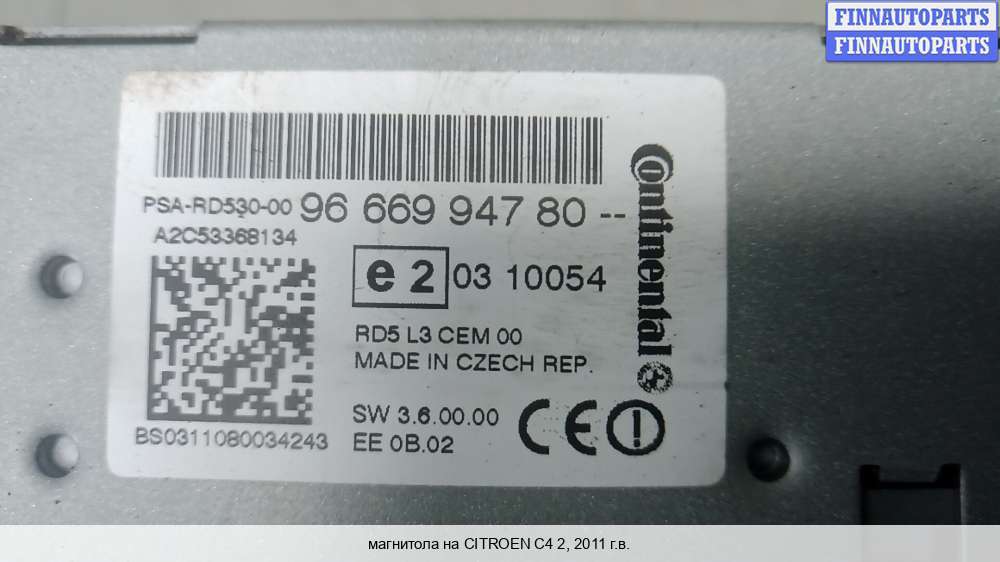 FINNAUTOPARTS
FINNAUTOPARTS
PSA-RD530-00 96 669 947 80 --
A2C53368134
e 2 03 10054
RD5 L3 CEM 00
MADE IN CZECH REP.
SW 3.6.00.00
EE 0B.02
BS0311080034243
CE
Continental
магнитола на CITROEN C4 2, 2011 г.в.